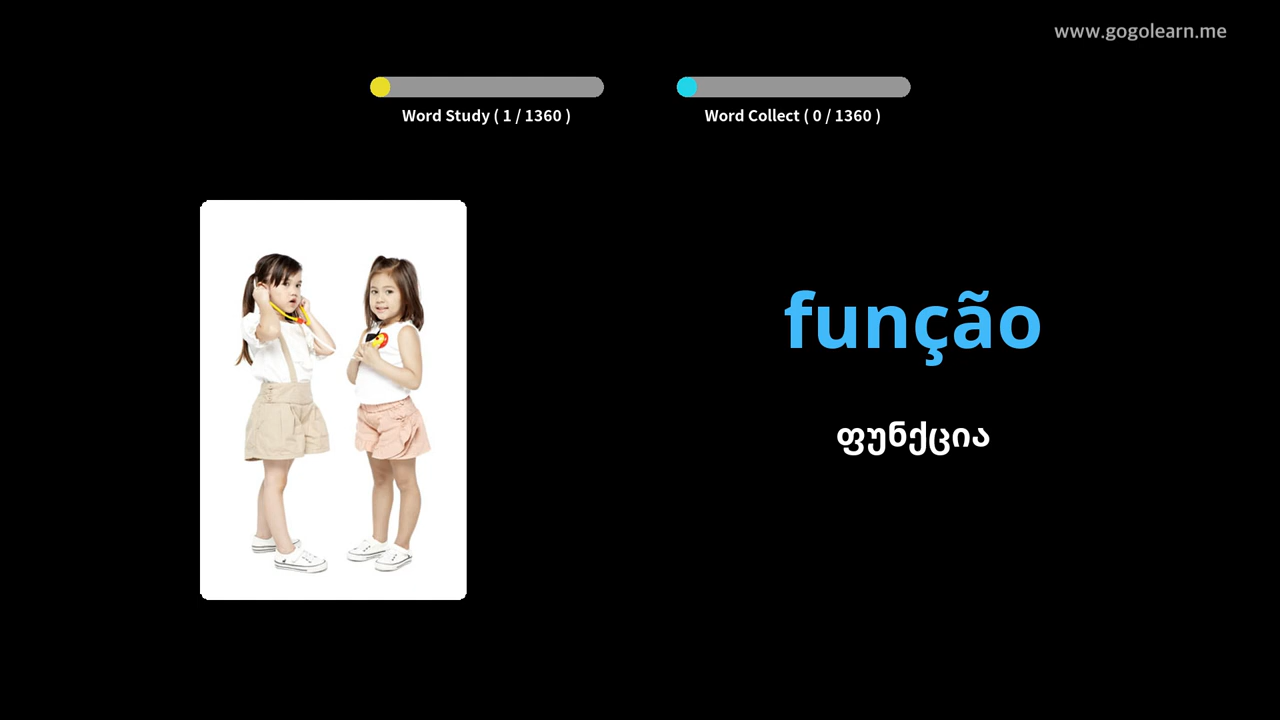 www.gogolearn.me
Word Study ( 1 / 1360 )
Word Collect ( 0 / 1360 )
função
ფუნქცია